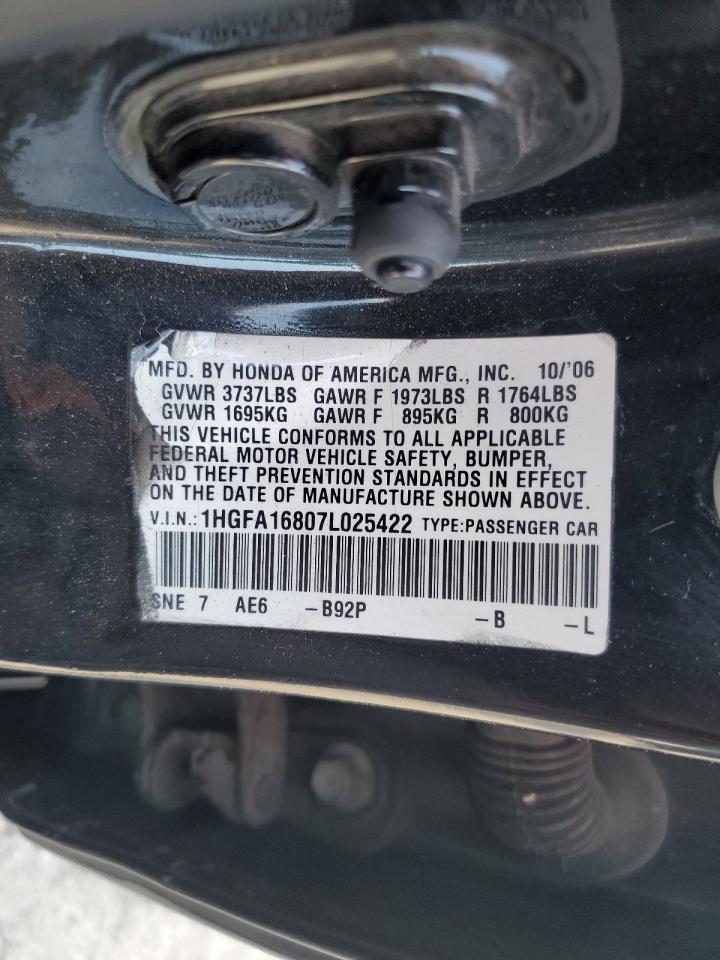 MFD. BY HONDA OF AMERICA MFG., INC. 10/'06
GVWR 3737LBS GAWR F 1973LBS R 1764LBS
GVWR 1695KG GAWR F 895KG R 800KG
THIS VEHICLE CONFORMS TO ALL APPLICABLE
FEDERAL MOTOR VEHICLE SAFETY, BUMPER,
AND THEFT PREVENTION STANDARDS IN EFFECT
ON THE DATE OF MANUFACTURE SHOWN ABOVE.
V.I.N.: 1HGFA16807L025422 TYPE:PASSENGER CAR
SNE 7 AE6 –B92P –B –L